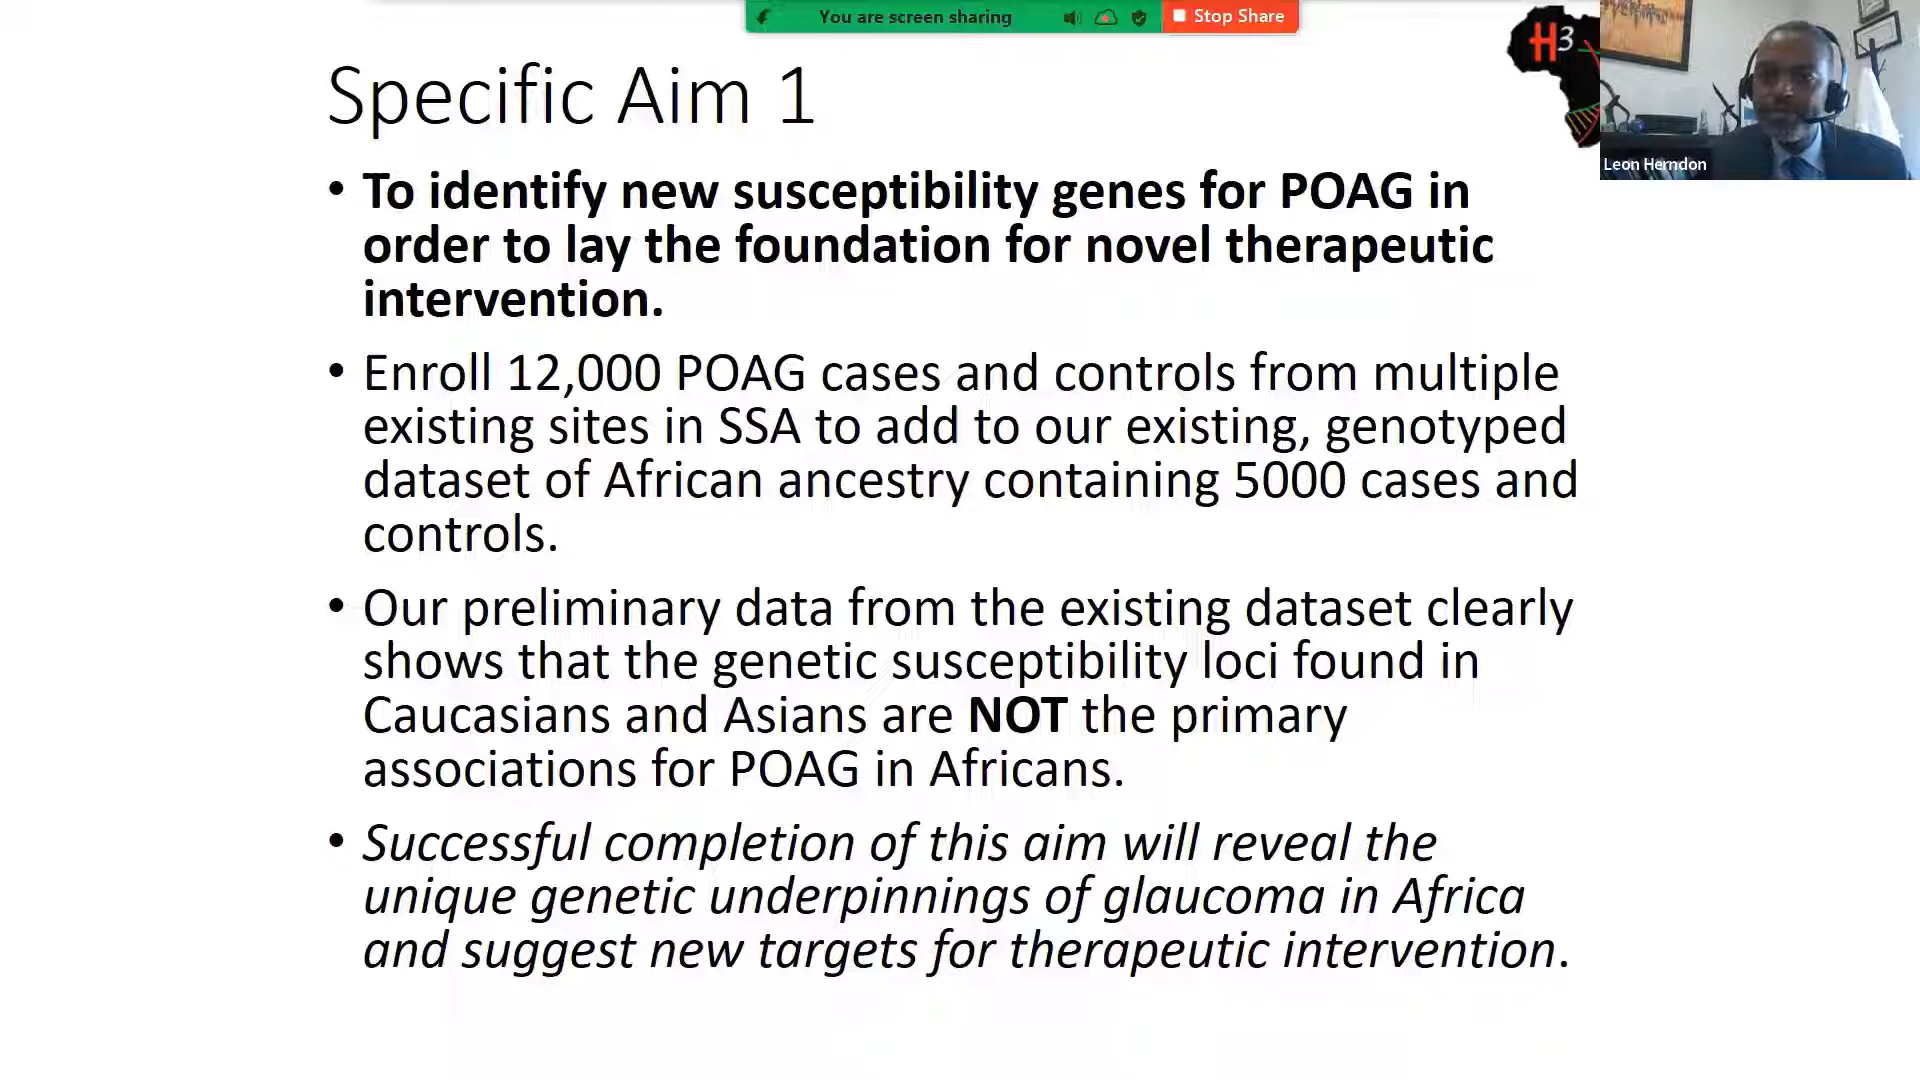 You are screen sharing
Stop Share
H3
Leon Herndon
Specific Aim 1
• To identify new susceptibility genes for POAG in
order to lay the foundation for novel therapeutic
intervention.
• Enroll 12,000 POAG cases and controls from multiple
existing sites in SSA to add to our existing, genotyped
dataset of African ancestry containing 5000 cases and
controls.
• Our preliminary data from the existing dataset clearly
shows that the genetic susceptibility loci found in
Caucasians and Asians are NOT the primary
associations for POAG in Africans.
• Successful completion of this aim will reveal the
unique genetic underpinnings of glaucoma in Africa
and suggest new targets for therapeutic intervention.